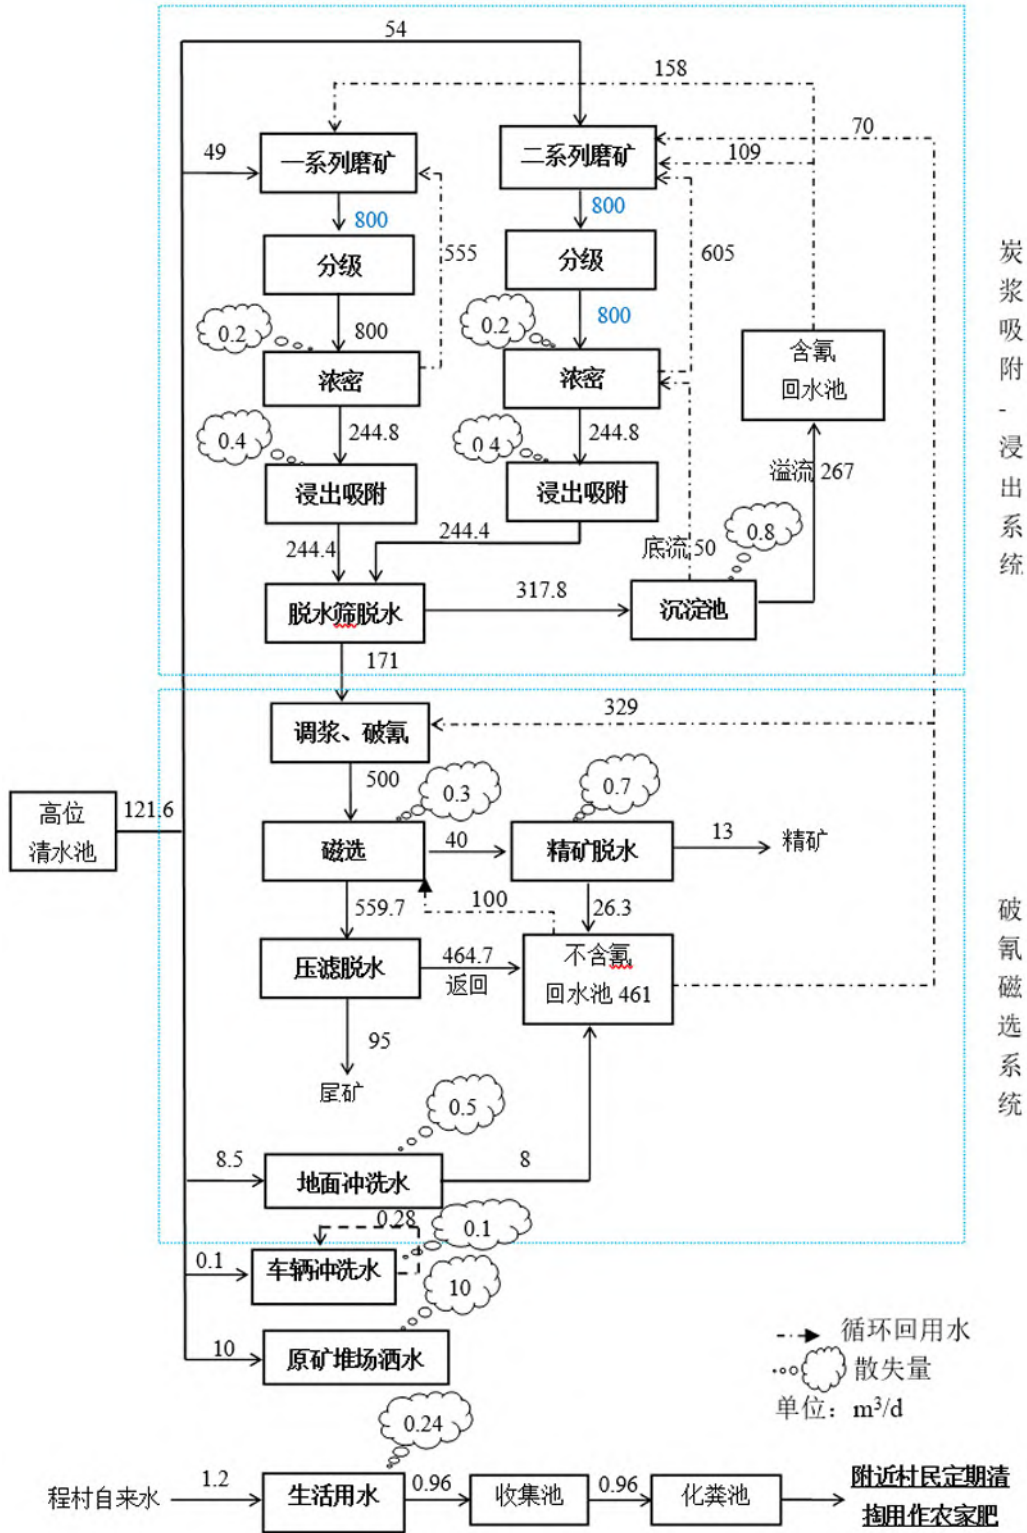 54
158
70
49
一系列磨矿
二系列磨矿
109
800
800
555
605
分级
分级
0.2
800
0.2
800
含氰
回水池
浓密
浓密
0.4
244.8
0 4
244.8
溢流 267
浸出吸附
浸出吸附
0.8
244.4
244.4
底流 50
脱水筛脱水
317.8
沉淀池
171
炭浆吸附-浸出系统
329
调浆、破氰
500
0.3
0.7
高位
清水池
121.6
磁选
40
精矿脱水
13
精矿
559.7
100
26.3
压滤脱水
464.7
返回
不含氰
回水池 461
95
尾矿
0.5
8.5
地面冲洗水
8
破氰磁选系统
0.28
0.1
0.1
车辆冲洗水
10
10
原矿堆场洒水
循环回用水
散失量
单位：m³/d
0.24
程村自来水
1.2
生活用水
0.96
收集池
0.96
化粪池
附近村民定期清
掏用作农家肥